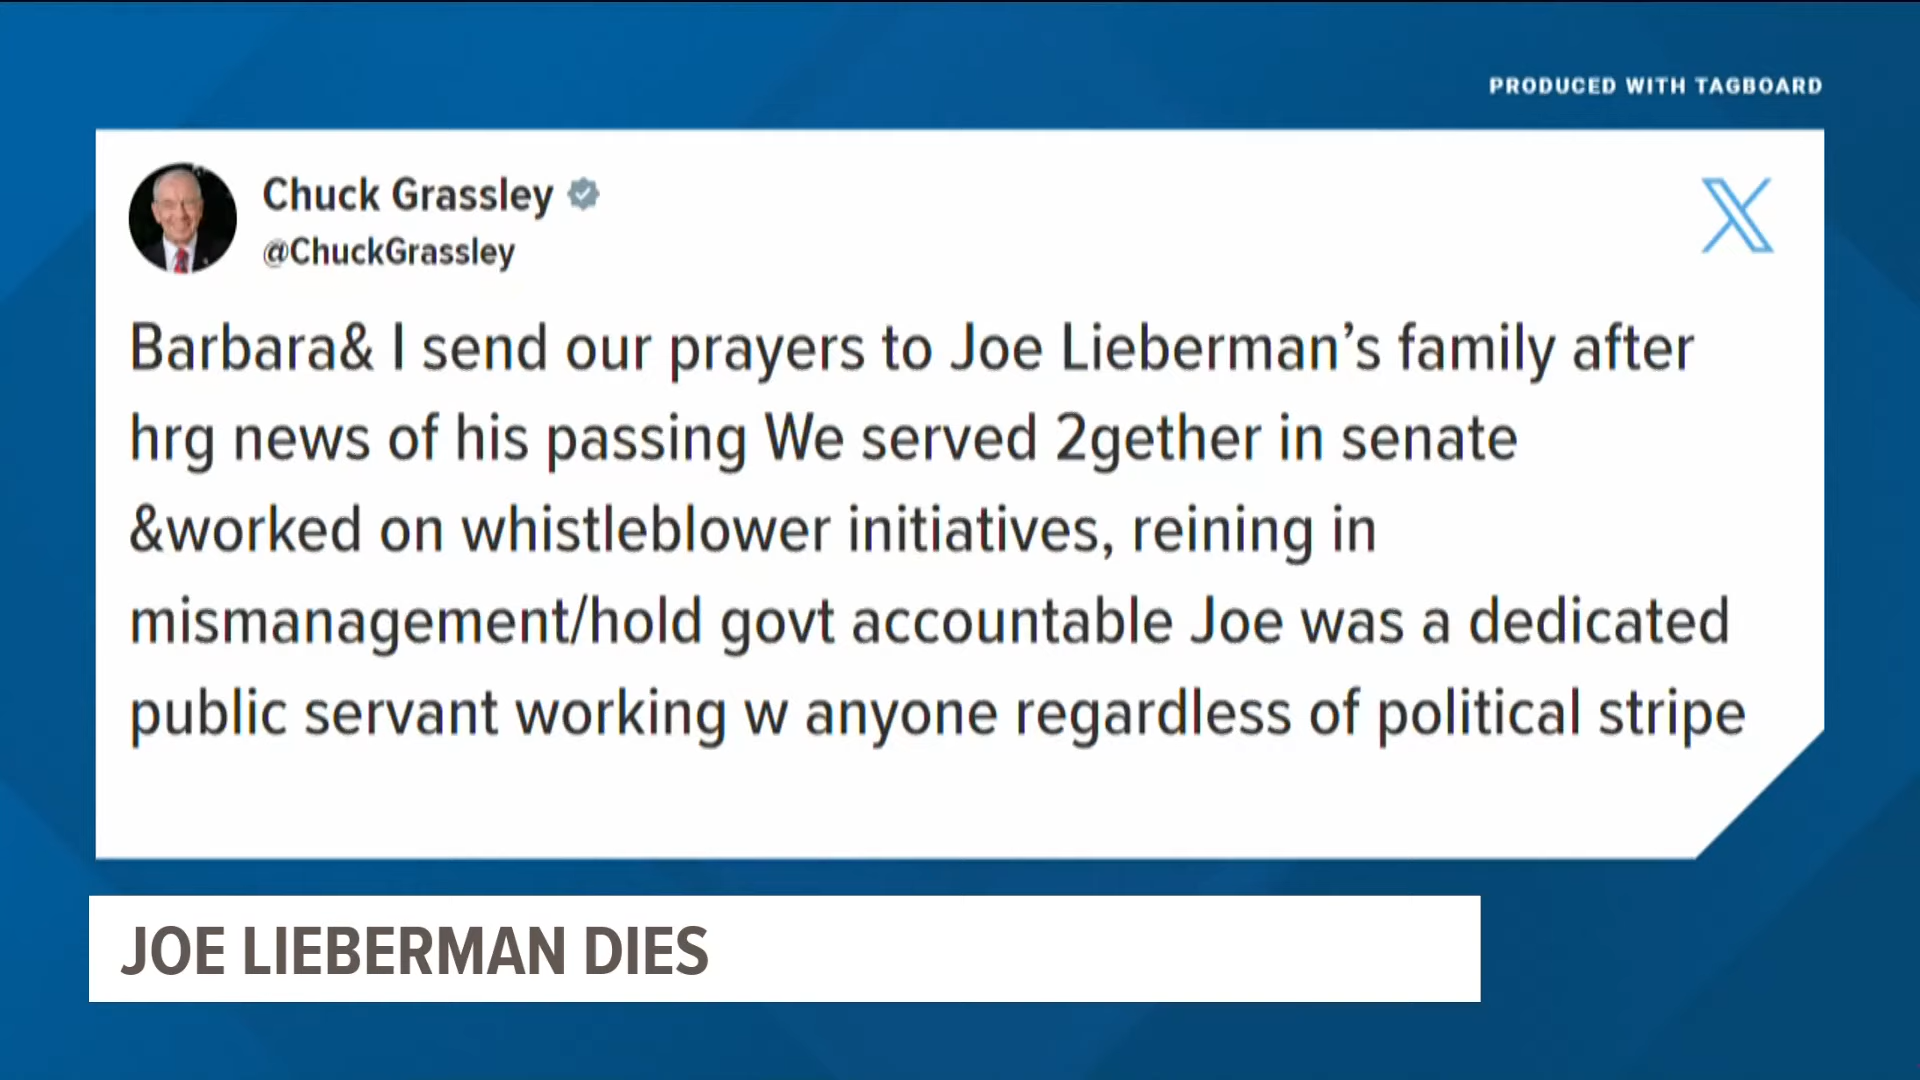 PRODUCED WITH TAGBOARD
Chuck Grassley
@ChuckGrassley
Barbara& I send our prayers to Joe Lieberman’s family after
hrg news of his passing We served 2gether in senate
&worked on whistleblower initiatives, reining in
mismanagement/hold govt accountable Joe was a dedicated
public servant working w anyone regardless of political stripe
JOE LIEBERMAN DIES